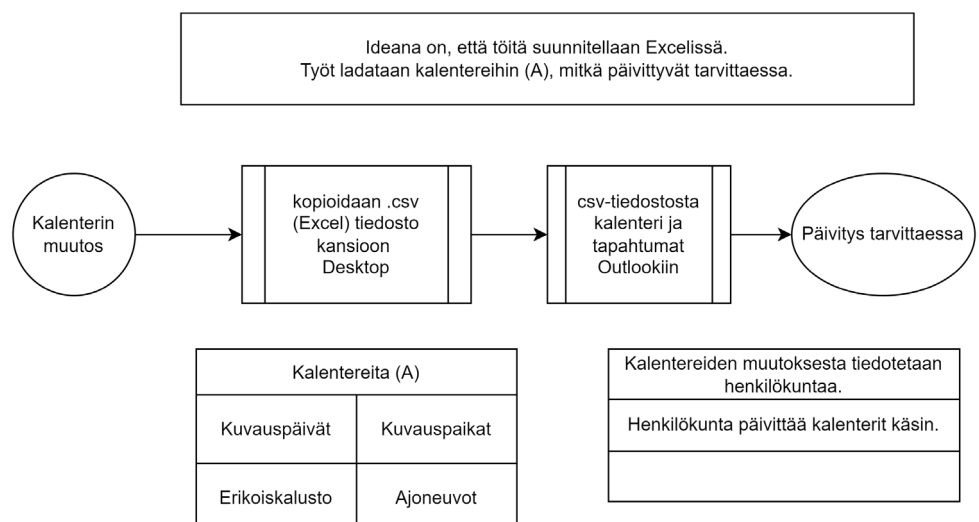 Ideana on, että töitä suunnitellaan Excelissä.
Työt ladataan kalentereihin (A), mitkä päivittyvät tarvittaessa.
Kalenterin
muutos
kopioidaan .csv
(Excel) tiedosto
kansioon
Desktop
csv-tiedostosta
kalenteri ja
tapahtumat
Outlookiin
Päivitys tarvittaessa
Kalentereita (A)
Kuvauspäivät
Kuvauspaikat
Erikoiskalusto
Ajoneuvot
Kalentereiden muutoksesta tiedotetaan
henkilökuntaa.
Henkilökunta päivittää kalenterit käsin.